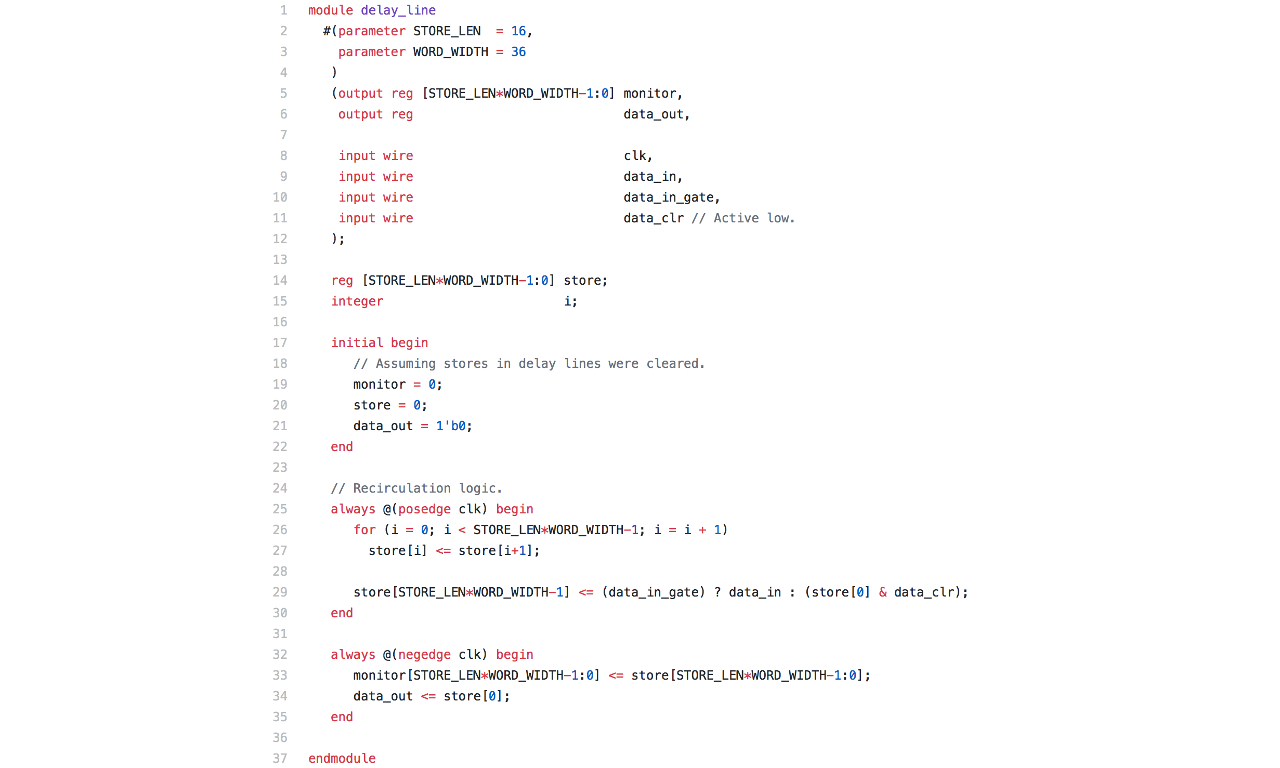 1 module delay_line
2 #(parameter STORE_LEN = 16,
3 parameter WORD_WIDTH = 36
4 )
5 (output reg [STORE_LEN*WORD_WIDTH-1:0] monitor,
6 output reg data_out,
7
8 input wire clk,
9 input wire data_in,
10 input wire data_in_gate,
11 input wire data_clr // Active low.
12 );
13
14 reg [STORE_LEN*WORD_WIDTH-1:0] store;
15 integer i;
16
17 initial begin
18 // Assuming stores in delay lines were cleared.
19 monitor = 0;
20 store = 0;
21 data_out = 1'b0;
22 end
23
24 // Recirculation logic.
25 always @(posedge clk) begin
26 for (i = 0; i < STORE_LEN*WORD_WIDTH-1; i = i + 1)
27 store[i] <= store[i+1];
28
29 store[STORE_LEN*WORD_WIDTH-1] <= (data_in_gate) ? data_in : (store[0] & data_clr);
30 end
31
32 always @(negedge clk) begin
33 monitor[STORE_LEN*WORD_WIDTH-1:0] <= store[STORE_LEN*WORD_WIDTH-1:0];
34 data_out <= store[0];
35 end
36
37 endmodule